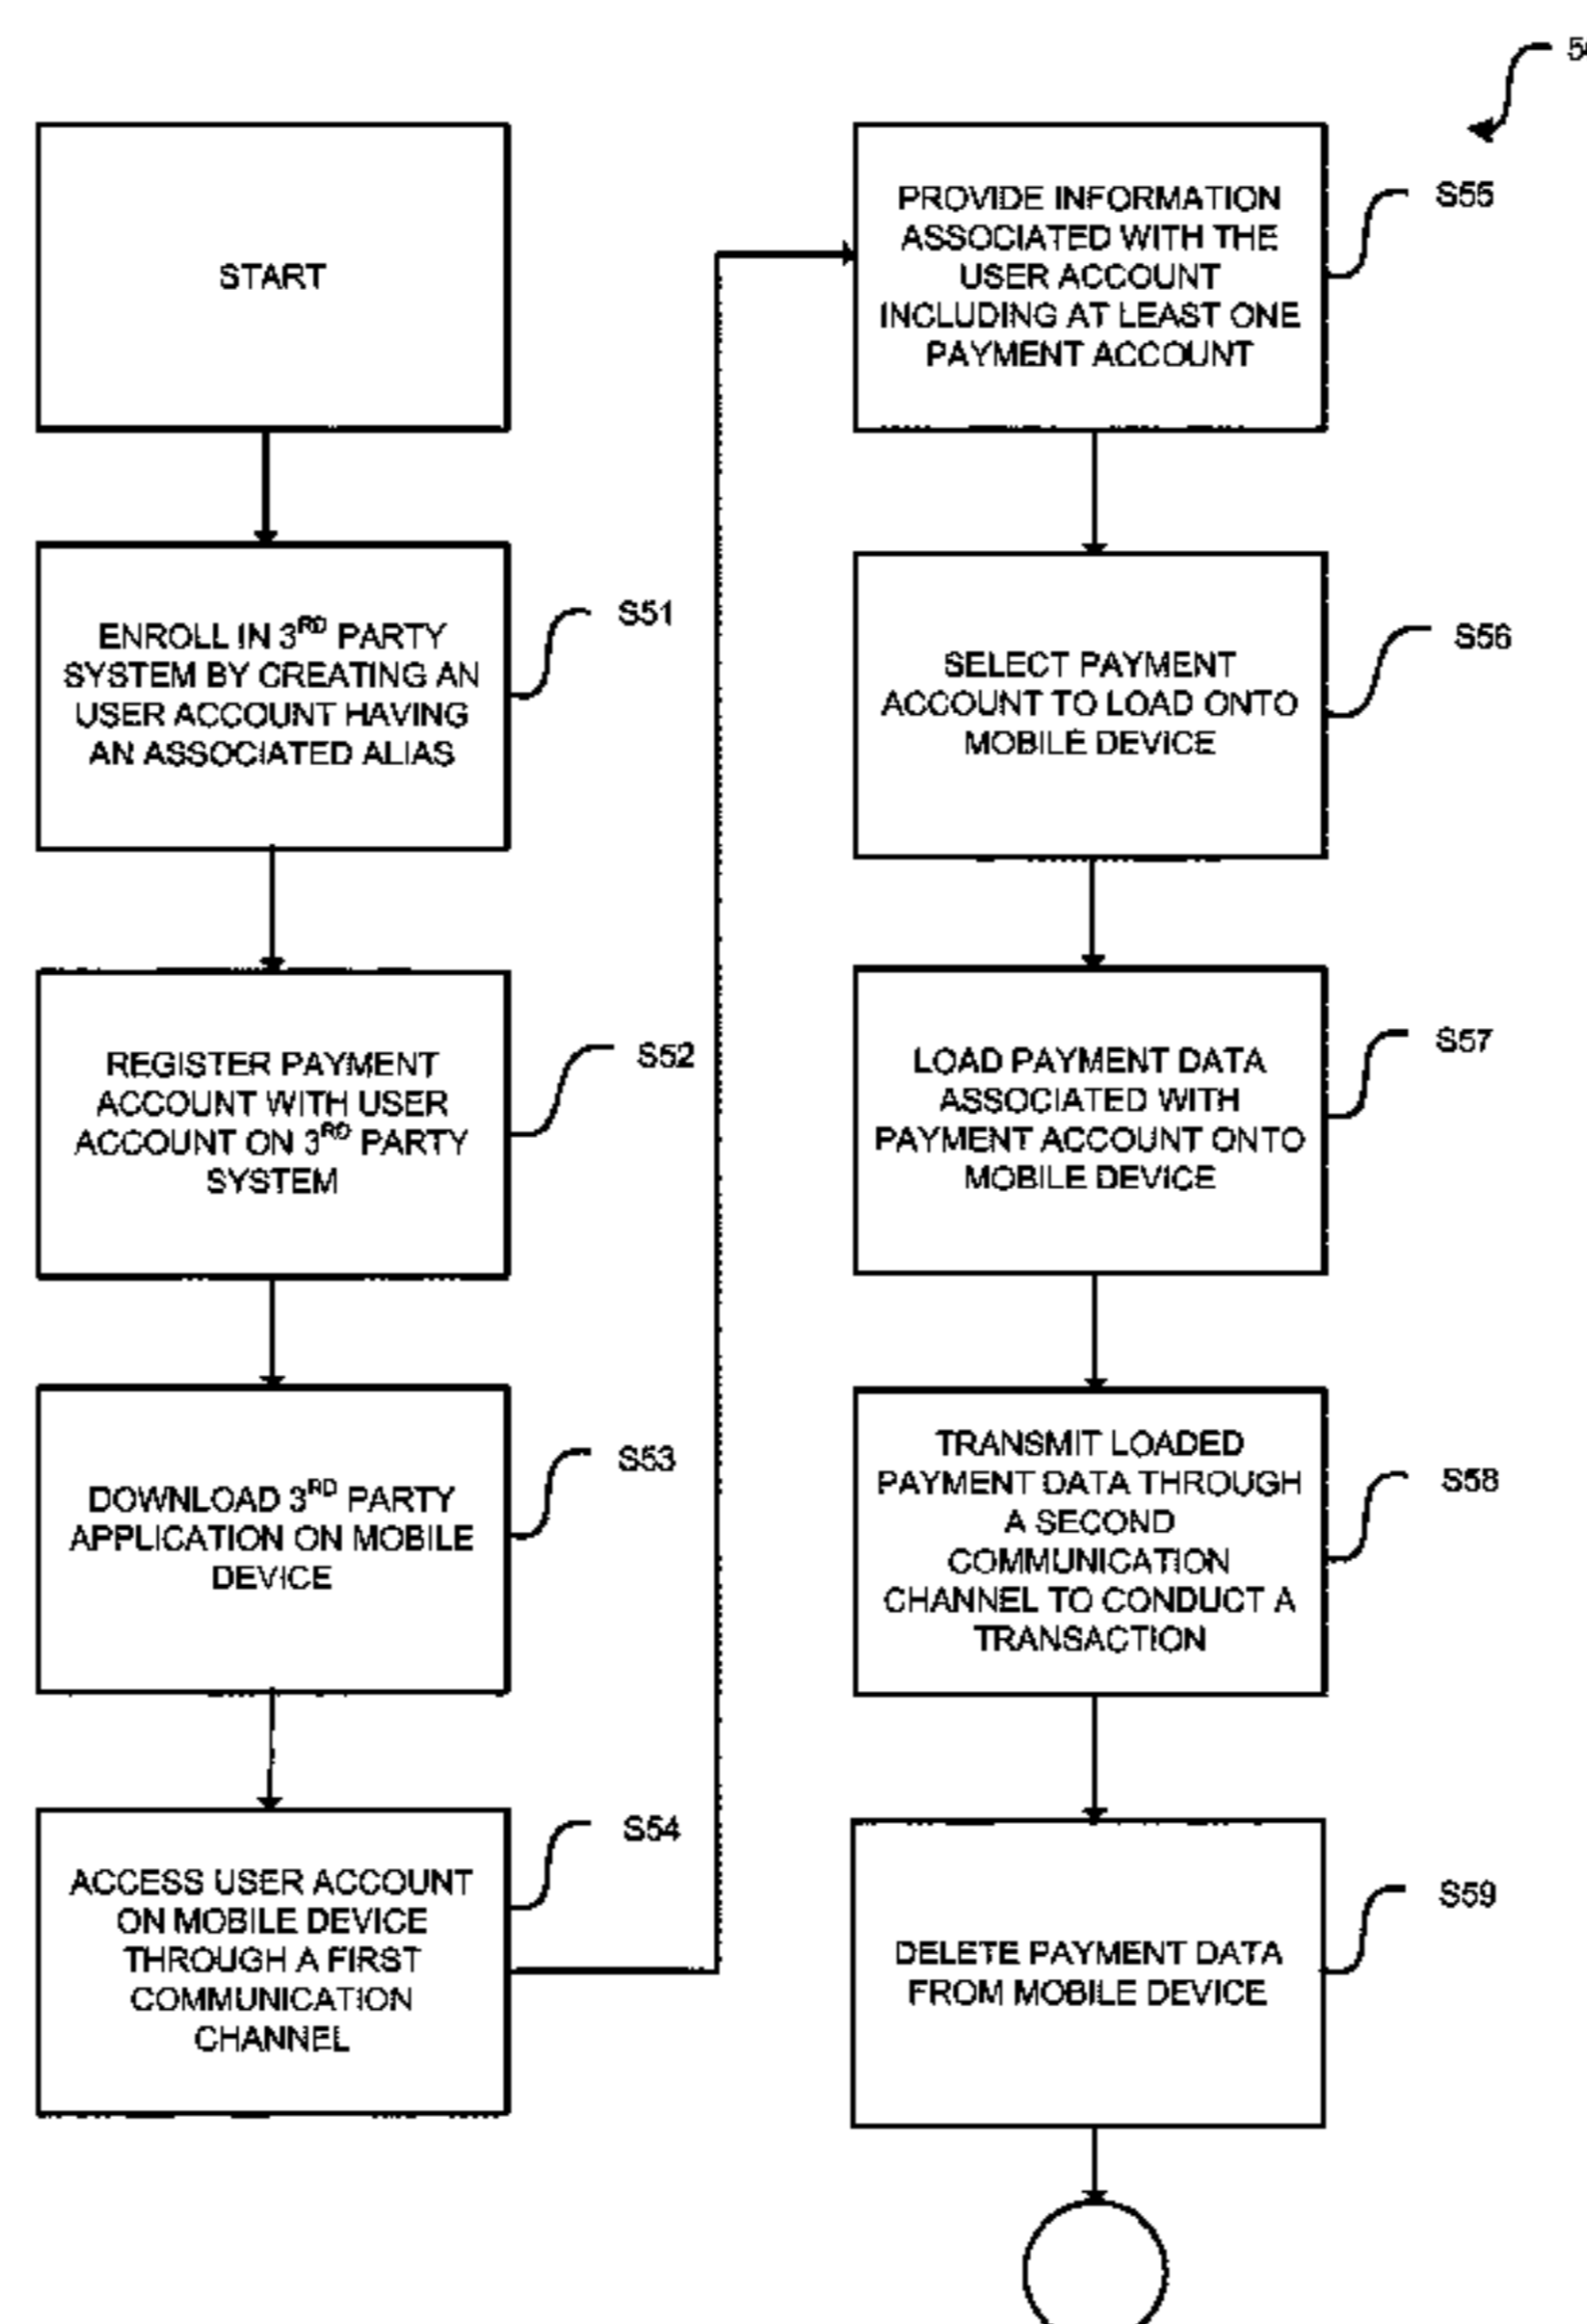 START
ENROLL IN 3RD PARTY
SYSTEM BY CREATING AN
USER ACCOUNT HAVING
AN ASSOCIATED ALIAS
S51
REGISTER PAYMENT
ACCOUNT WITH USER
ACCOUNT ON 3RD PARTY
SYSTEM
S52
DOWNLOAD 3RD PARTY
APPLICATION ON MOBILE
DEVICE
S53
ACCESS USER ACCOUNT
ON MOBILE DEVICE
THROUGH A FIRST
COMMUNICATION
CHANNEL
S54
PROVIDE INFORMATION
ASSOCIATED WITH THE
USER ACCOUNT
INCLUDING AT LEAST ONE
PAYMENT ACCOUNT
S55
SELECT PAYMENT
ACCOUNT TO LOAD ONTO
MOBILE DEVICE
S56
LOAD PAYMENT DATA
ASSOCIATED WITH
PAYMENT ACCOUNT ONTO
MOBILE DEVICE
S57
TRANSMIT LOADED
PAYMENT DATA THROUGH
A SECOND
COMMUNICATION
CHANNEL TO CONDUCT A
TRANSACTION
S58
DELETE PAYMENT DATA
FROM MOBILE DEVICE
S59